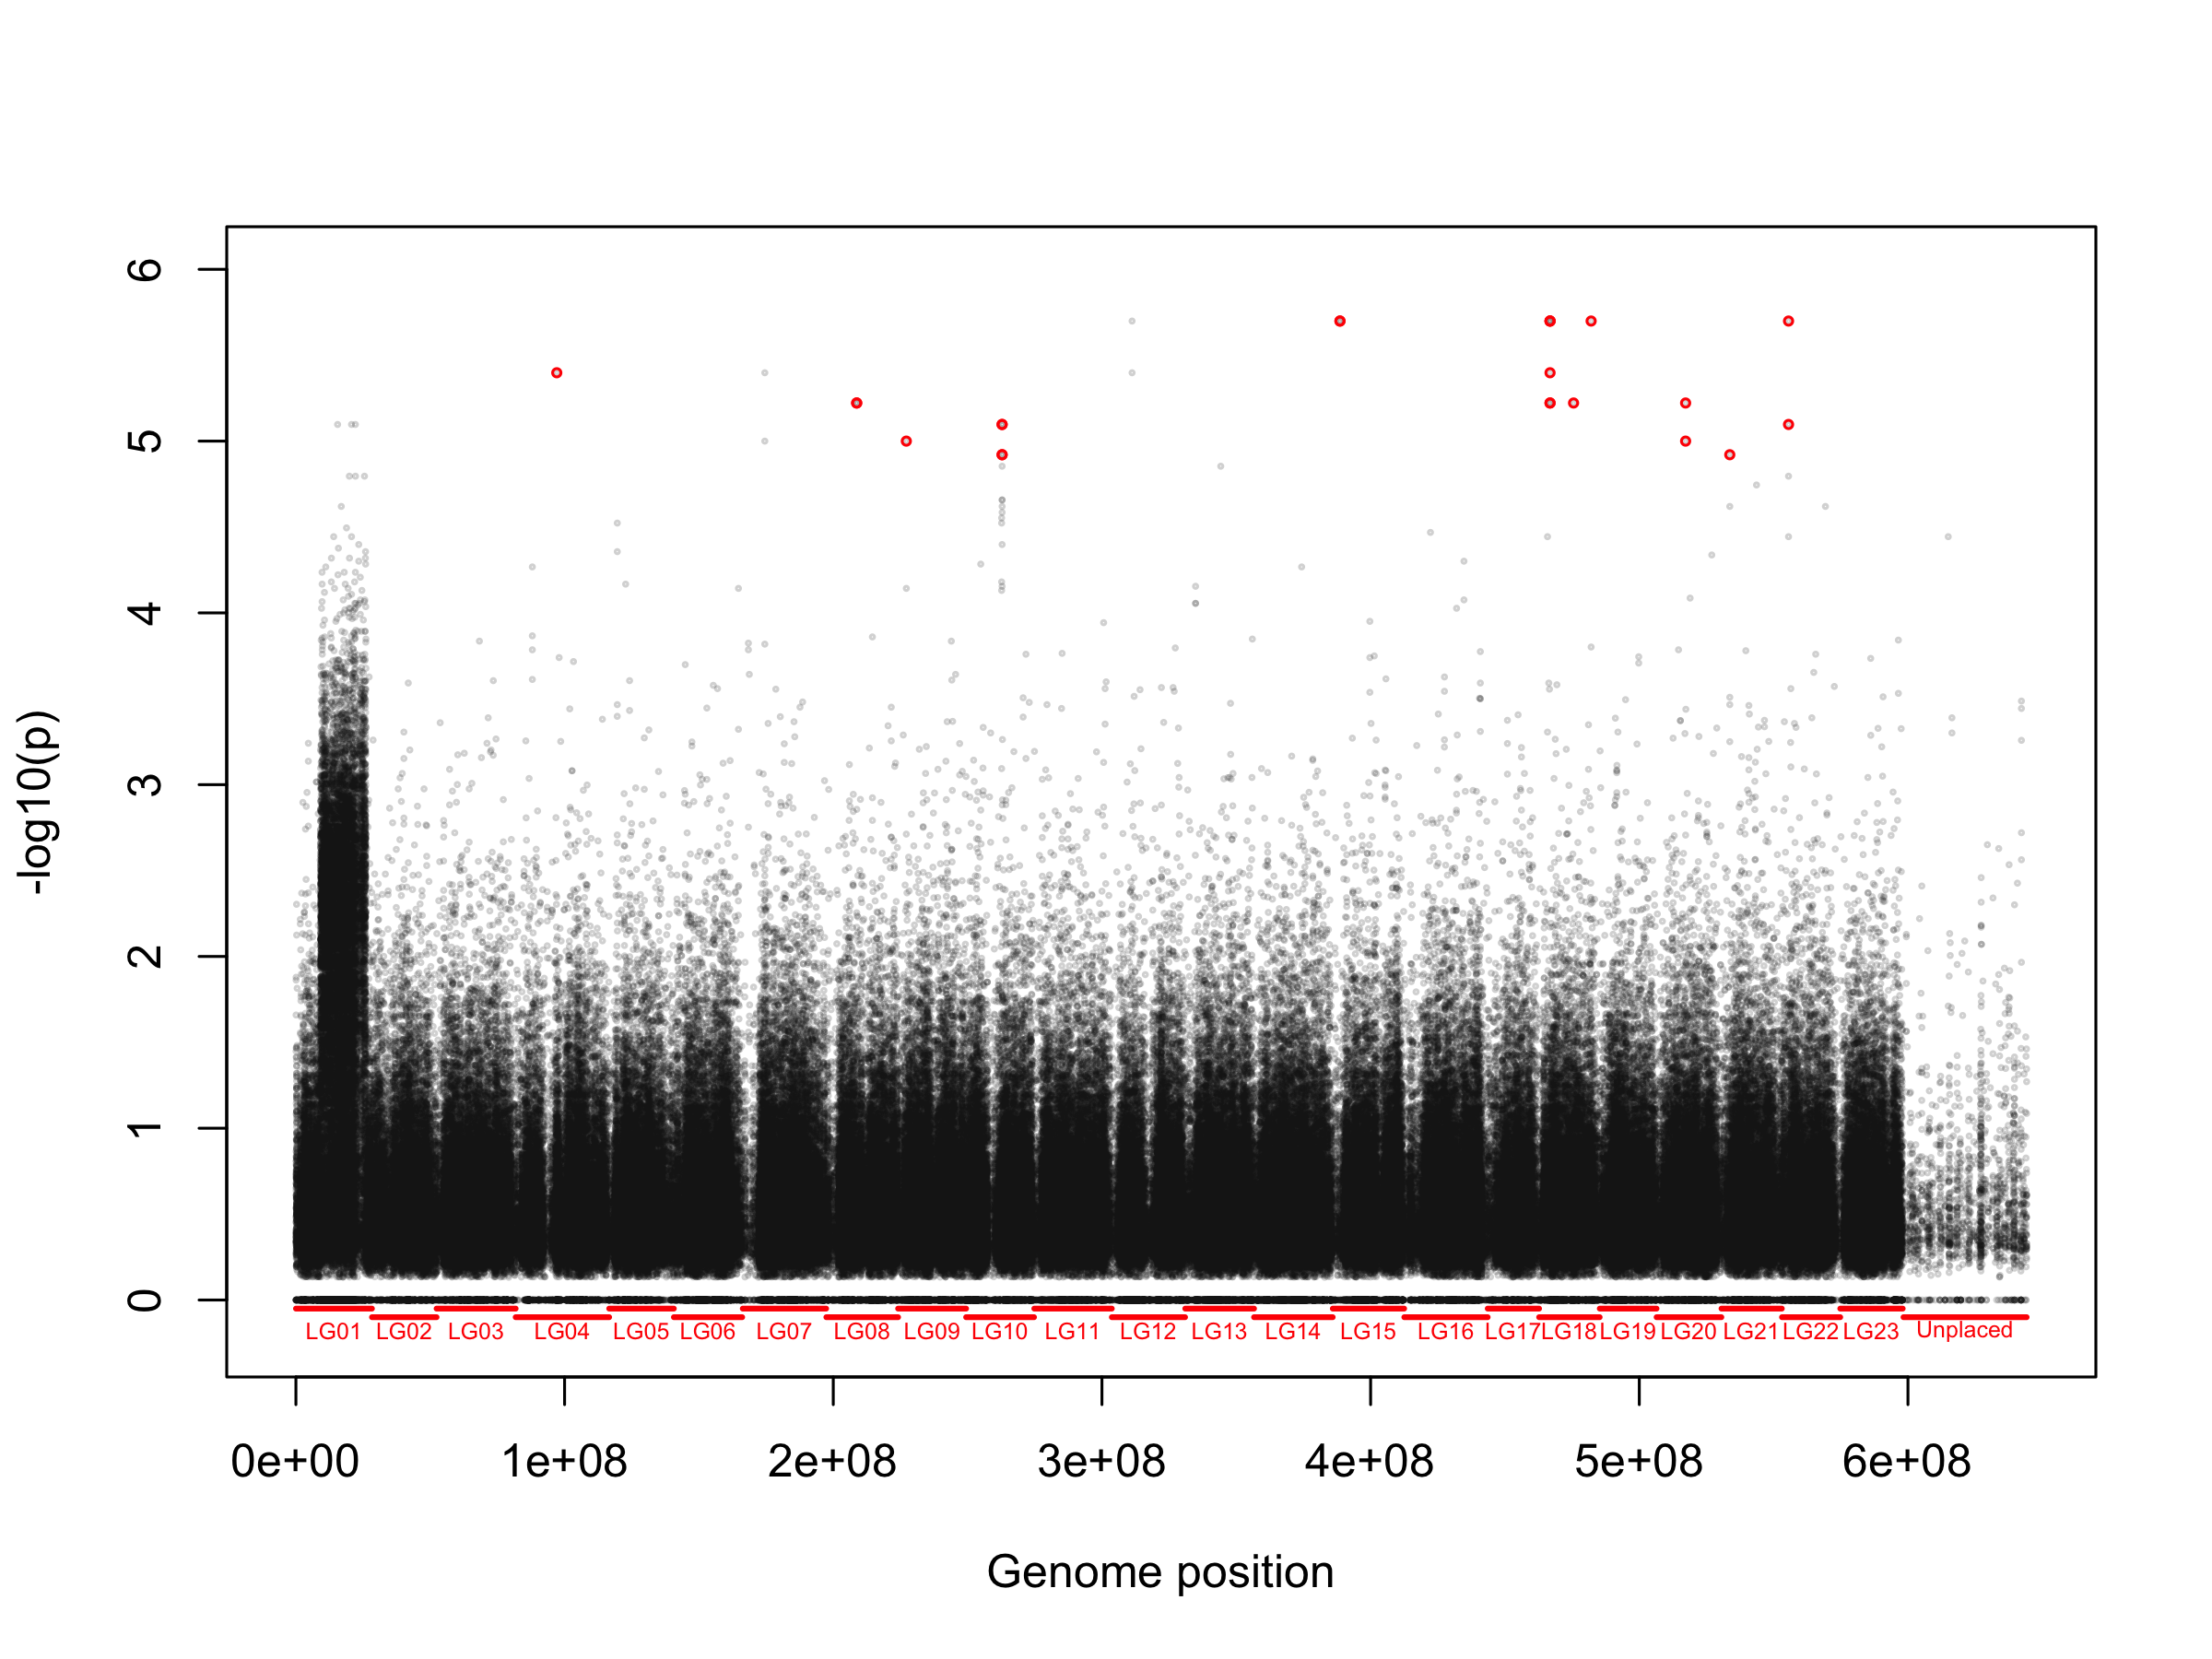 -log10(p)
6
5
4
3
2
1
0
LG01 LG02 LG03 LG04 LG05 LG06 LG07 LG08 LG09 LG10 LG11 LG12 LG13 LG14 LG15 LG16 LG17 LG18 LG19 LG20 LG21 LG22 LG23 Unplaced
0e+00 1e+08 2e+08 3e+08 4e+08 5e+08 6e+08
Genome position